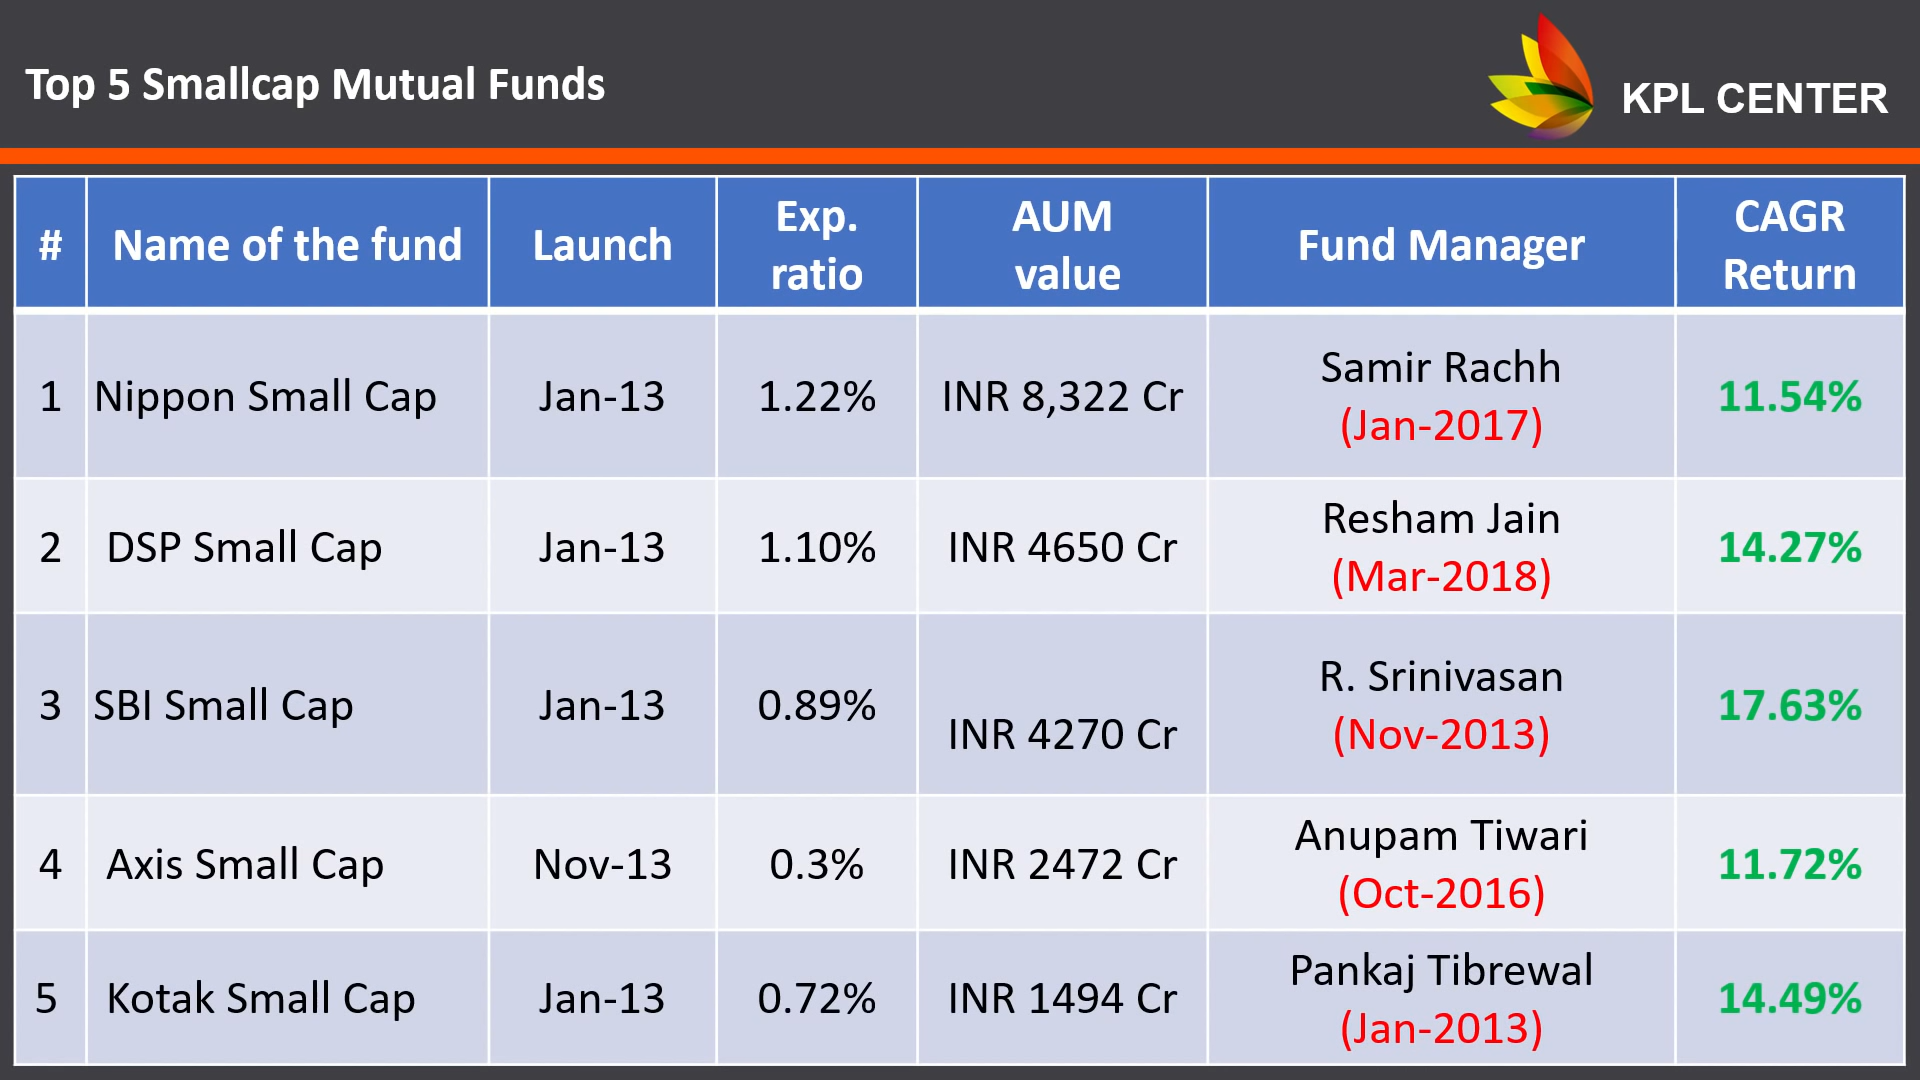 Top 5 Smallcap Mutual Funds
KPL CENTER
# Name of the fund Launch Exp. ratio AUM value Fund Manager CAGR Return
1 Nippon Small Cap Jan-13 1.22% INR 8,322 Cr Samir Rachh (Jan-2017) 11.54%
2 DSP Small Cap Jan-13 1.10% INR 4650 Cr Resham Jain (Mar-2018) 14.27%
3 SBI Small Cap Jan-13 0.89% INR 4270 Cr R. Srinivasan (Nov-2013) 17.63%
4 Axis Small Cap Nov-13 0.3% INR 2472 Cr Anupam Tiwari (Oct-2016) 11.72%
5 Kotak Small Cap Jan-13 0.72% INR 1494 Cr Pankaj Tibrewal (Jan-2013) 14.49%